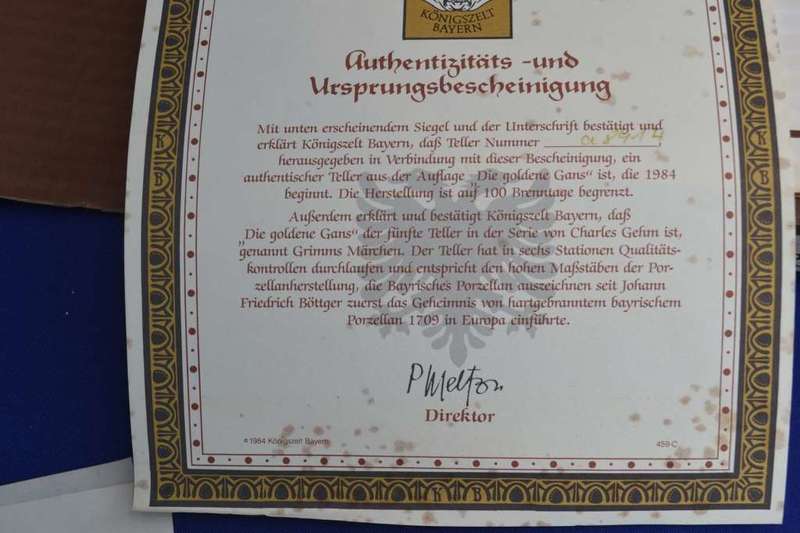 KÖNIGSZELT
BAYERN
Authentizitäts -und
Ursprungsbescheinigung
Mit unten erscheinendem Siegel und der Unterschrift bestätigt und
erklärt Königszelt Bayern, daß Teller Nummer
herausgegeben in Verbindung mit dieser Bescheinigung, ein
authentischer Teller aus der Auflage „Die goldene Gans“ ist, die 1984
beginnt. Die Herstellung ist auf 100 Brenntage begrenzt.
Außerdem erklärt und bestätigt Königszelt Bayern, daß
„Die goldene Gans“ der fünfte Teller in der Serie von Charles Gehm ist,
genannt Grimms Märchen. Der Teller hat sechs Stationen Qualitäts-
kontrollen durchlaufen und entspricht den hohen Maßstäben der Por-
zellanherstellung, die Bayrisches Porzellan auszeichnen seit Johann
Friedrich Böttger zuerst das Geheimnis von hartgebranntem bayrischem
Porzellan 1709 in Europa einführte.
PMelton
Direktor
© 1984 Königszelt Bayern
459-C
K B
K B